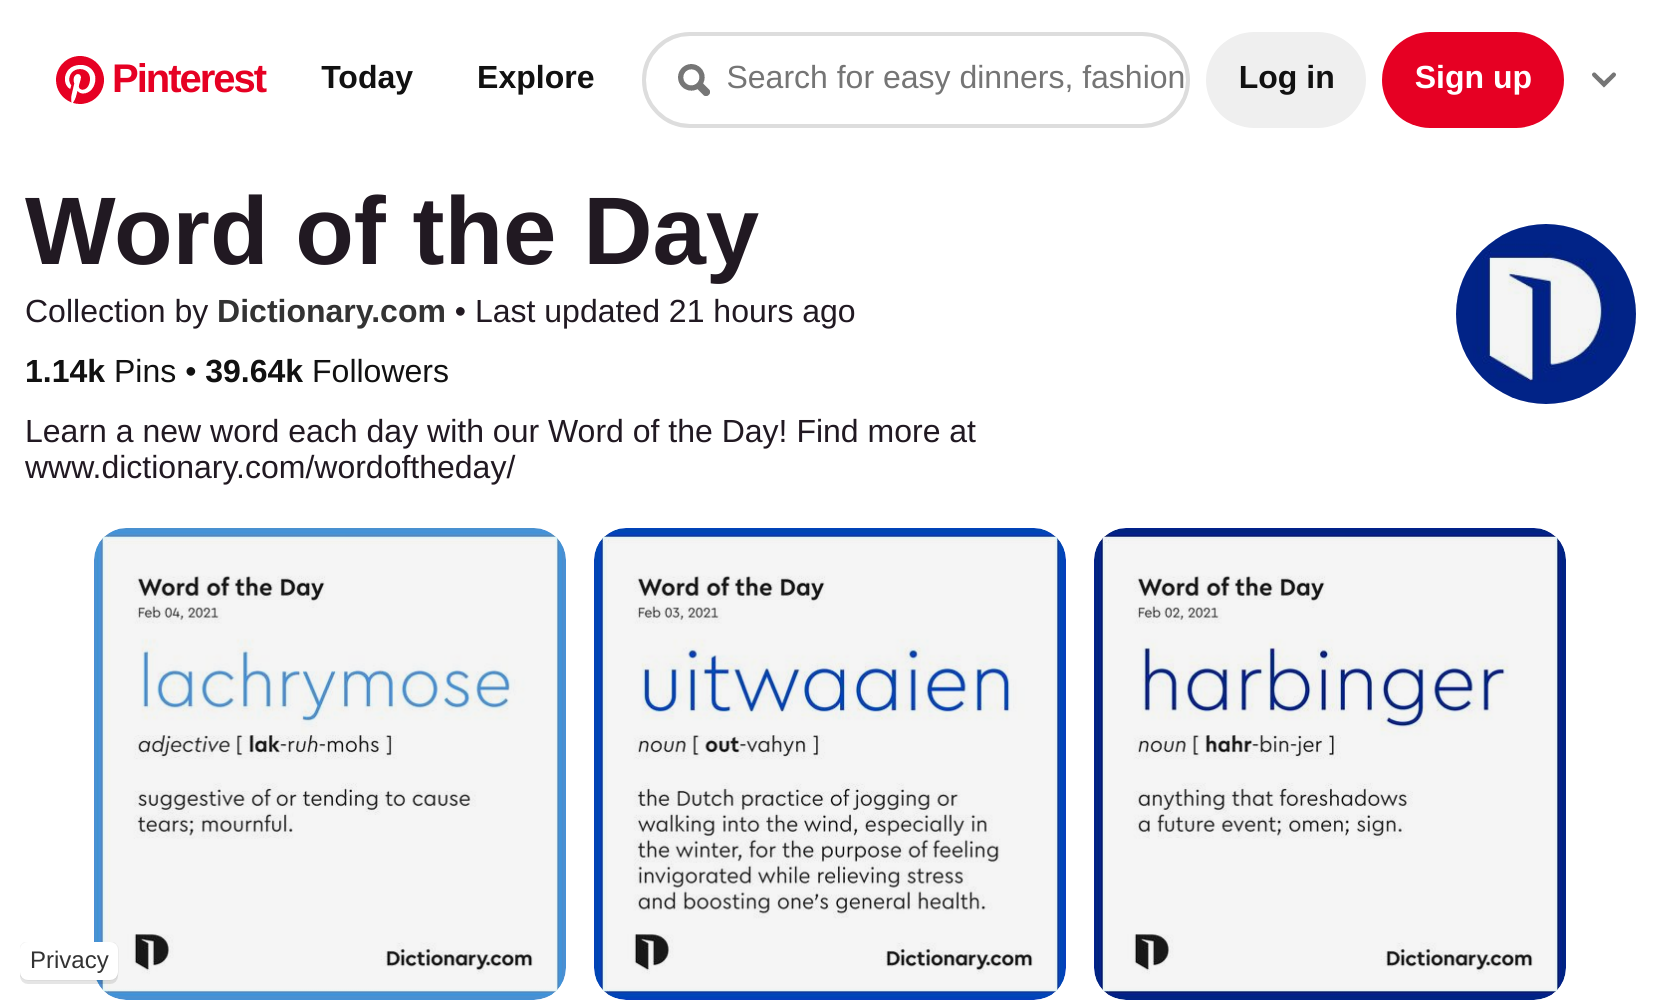 Pinterest Today Explore Search for easy dinners, fashion Log in Sign up
Word of the Day
Collection by Dictionary.com • Last updated 21 hours ago
1.14k Pins • 39.64k Followers
Learn a new word each day with our Word of the Day! Find more at
www.dictionary.com/wordoftheday/
Word of the Day
Feb 04, 2021
lachrymose
adjective [ lak-ruh-mohs ]
suggestive of or tending to cause
tears; mournful.
Dictionary.com
Word of the Day
Feb 03, 2021
uitwaaien
noun [ out-vahyn ]
the Dutch practice of jogging or
walking into the wind, especially in
the winter, for the purpose of feeling
invigorated while relieving stress
and boosting one's general health.
Dictionary.com
Word of the Day
Feb 02, 2021
harbinger
noun [ hahr-bin-jer ]
anything that foreshadows
a future event; omen; sign.
Dictionary.com
Privacy